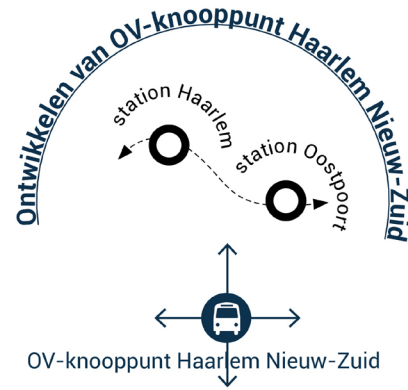 Ontwikkelen van OV-knooppunt Haarlem Nieuw-Zuid
station Haarlem
station Oostpoort
OV-knooppunt Haarlem Nieuw-Zuid